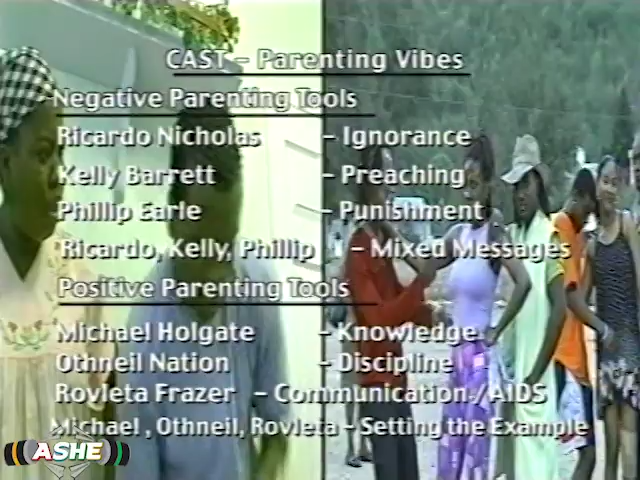 CAST - Parenting Vibes
Negative Parenting Tools
Ricardo Nicholas - Ignorance
Kelly Barrett - Preaching
Phillip Earle - Punishment
Ricardo, Kelly, Phillip - Mixed Messages
Positive Parenting Tools
Michael Holgate - Knowledge
Othneil Nation - Discipline
Rovleta Frazer - Communication / AIDS
Michael , Othneil, Rovleta - Setting the Example
ASHE